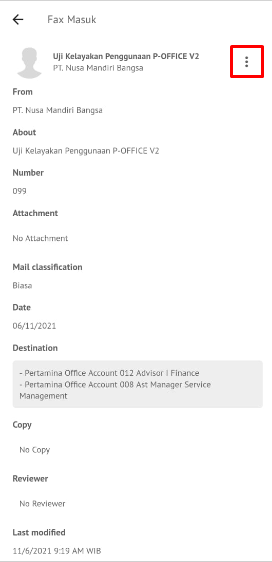 Fax Masuk
Uji Kelayakan Penggunaan P-OFFICE V2
PT. Nusa Mandiri Bangsa
From
PT. Nusa Mandiri Bangsa
About
Uji Kelayakan Penggunaan P-OFFICE V2
Number
099
Attachment
No Attachment
Mail classification
Biasa
Date
06/11/2021
Destination
- Pertamina Office Account 012 Advisor I Finance
- Pertamina Office Account 008 Ast Manager Service
Management
Copy
No Copy
Reviewer
No Reviewer
Last modified
11/6/2021 9:19 AM WIB